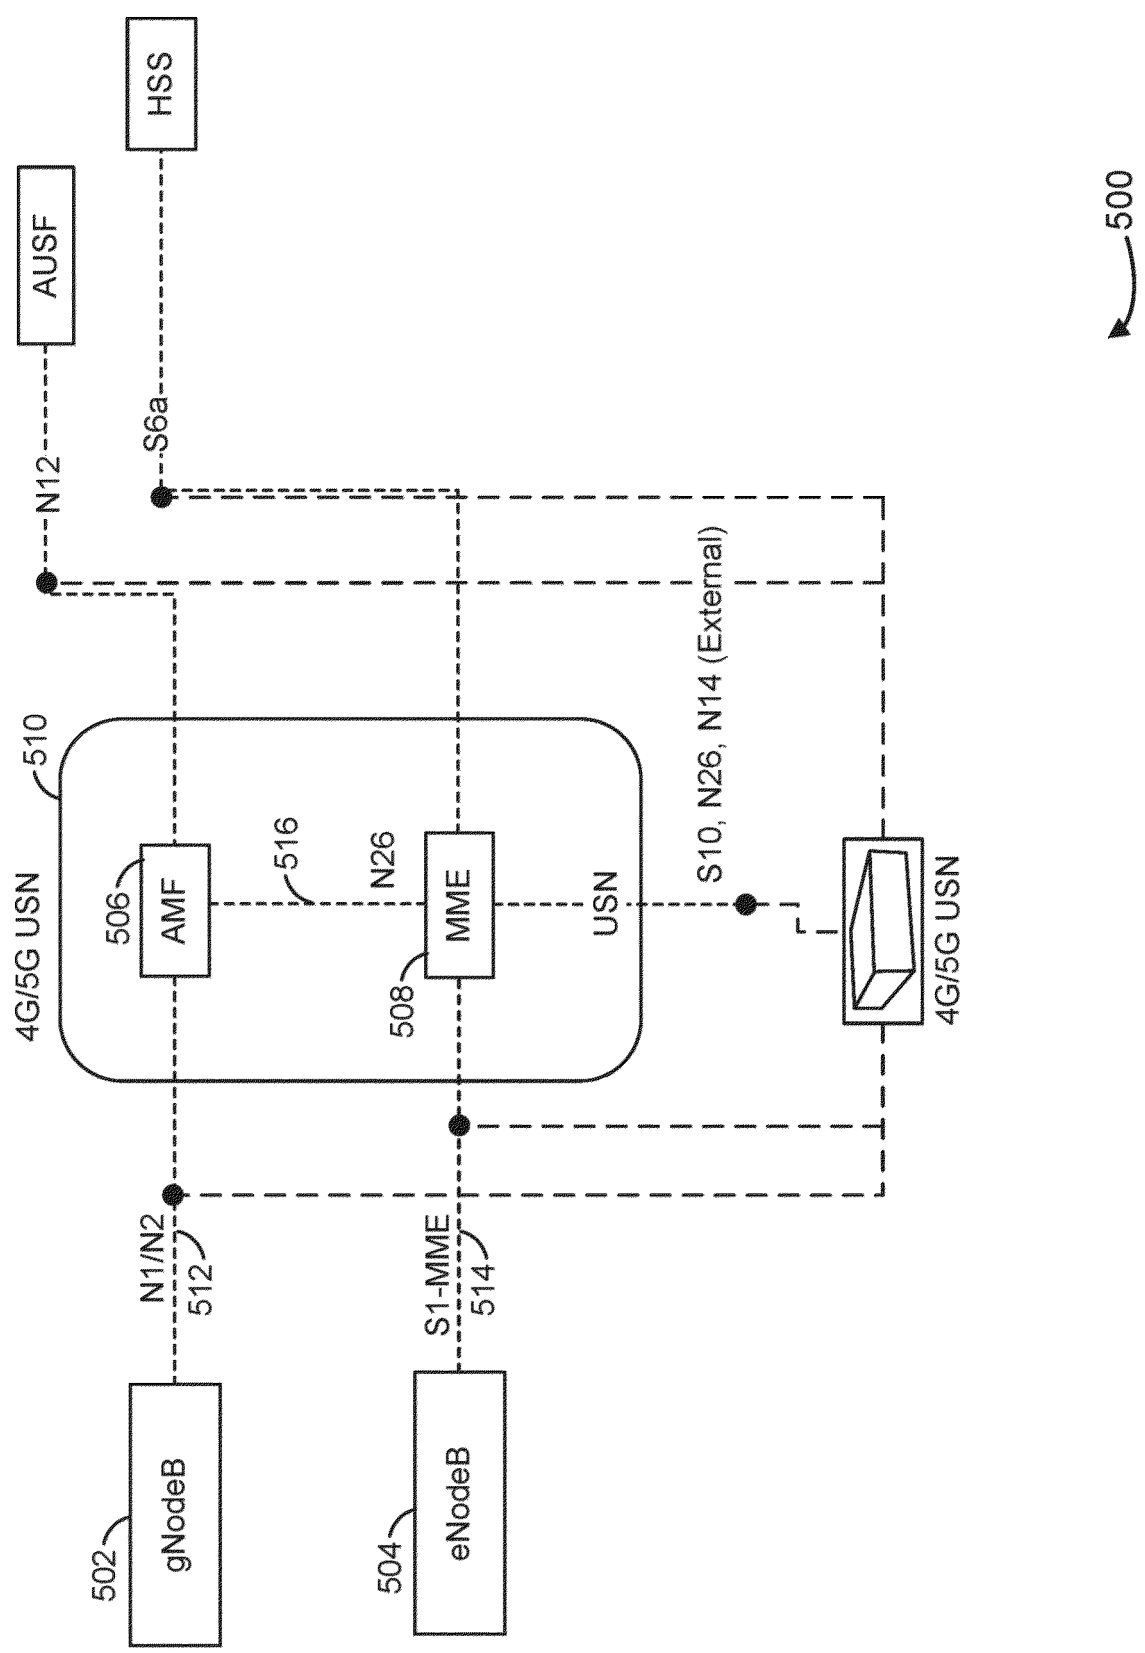 AUSF
HSS
N12
S6a
4G/5G USN
510
506
AMF
516
N26
508
MME
USN
S10, N26, N14 (External)
4G/5G USN
N1/N2
512
S1-MME
514
502
gNodeB
504
eNodeB
500